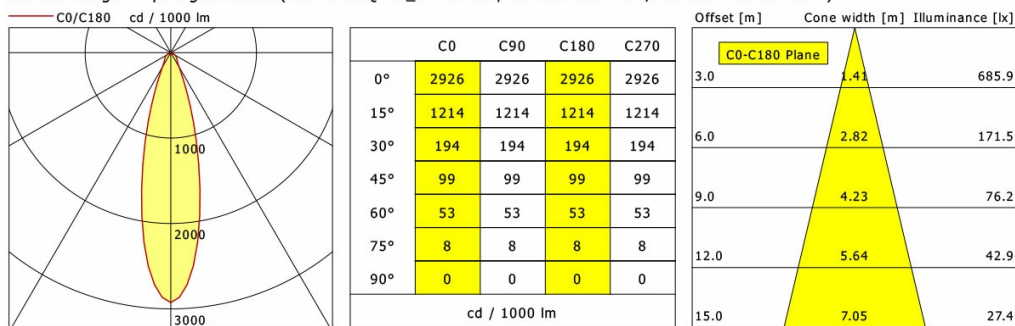 C0/C180 cd / 1000 lm
1000
2000
3000
C0 C90 C180 C270
0° 2926 2926 2926 2926
15° 1214 1214 1214 1214
30° 194 194 194 194
45° 99 99 99 99
60° 53 53 53 53
75° 8 8 8 8
90° 0 0 0 0
cd / 1000 lm
Offset [m] Cone width [m] Illuminance [lx]
C0-C180 Plane
3.0 1.41 685.9
6.0 2.82 171.5
9.0 4.23 76.2
12.0 5.64 42.9
15.0 7.05 27.4